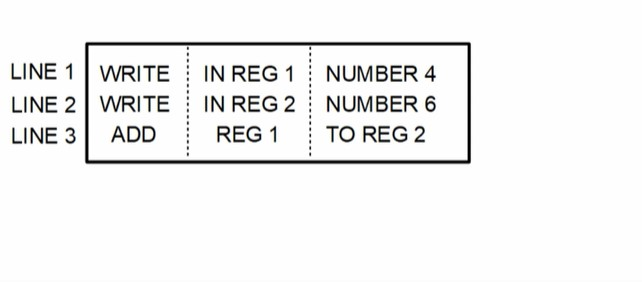 LINE 1 WRITE IN REG 1 NUMBER 4
LINE 2 WRITE IN REG 2 NUMBER 6
LINE 3 ADD REG 1 TO REG 2